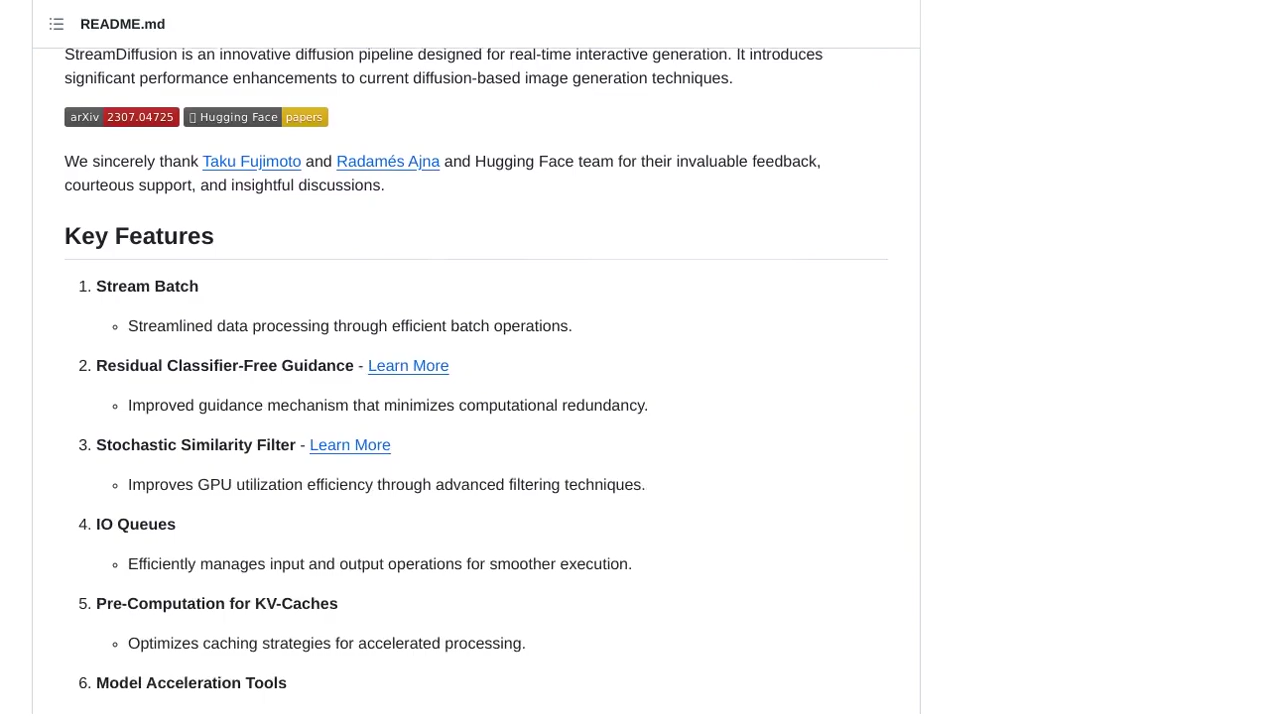 README.md
StreamDiffusion is an innovative diffusion pipeline designed for real-time interactive generation. It introduces
significant performance enhancements to current diffusion-based image generation techniques.
arXiv 2307.04725 Hugging Face papers
We sincerely thank Taku Fujimoto and Radamés Ajna and Hugging Face team for their invaluable feedback,
courteous support, and insightful discussions.
Key Features
1. Stream Batch
◦ Streamlined data processing through efficient batch operations.
2. Residual Classifier-Free Guidance - Learn More
◦ Improved guidance mechanism that minimizes computational redundancy.
3. Stochastic Similarity Filter - Learn More
◦ Improves GPU utilization efficiency through advanced filtering techniques.
4. IO Queues
◦ Efficiently manages input and output operations for smoother execution.
5. Pre-Computation for KV-Caches
◦ Optimizes caching strategies for accelerated processing.
6. Model Acceleration Tools